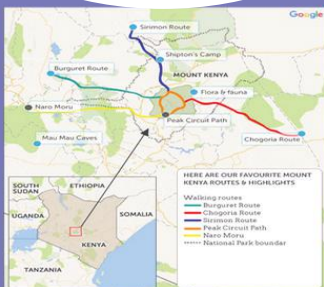 Google
Sirimon Route
Shipton's Camp
Burguret Route
MOUNT
KENYA
Flora & fauna
Naro Moru
Peak Circuit Path
Mau Mau Caves
Chogoria Route
HERE ARE OUR FAVOURITE MOUNT
KENYA ROUTES & HIGHLIGHTS
Walking routes
Burguret Route
Chogoria Route
Sirimon Route
Peak Circuit Path
Naro Moru
National Park boundar
SOUTH
SUDAN
ETHIOPIA
UGANDA
SOMALIA
KENYA
TANZANIA